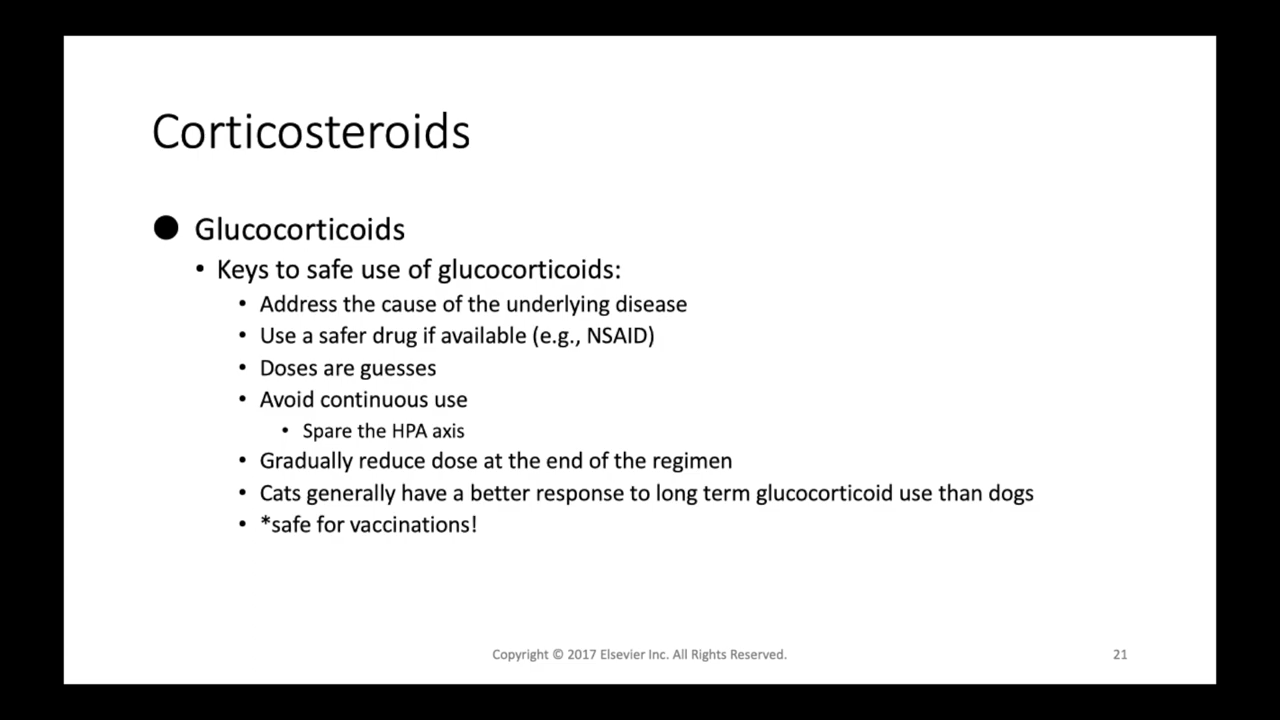 Corticosteroids
● Glucocorticoids
• Keys to safe use of glucocorticoids:
• Address the cause of the underlying disease
• Use a safer drug if available (e.g., NSAID)
• Doses are guesses
• Avoid continuous use
• Spare the HPA axis
• Gradually reduce dose at the end of the regimen
• Cats generally have a better response to long term glucocorticoid use than dogs
• *safe for vaccinations!
Copyright © 2017 Elsevier Inc. All Rights Reserved.
21